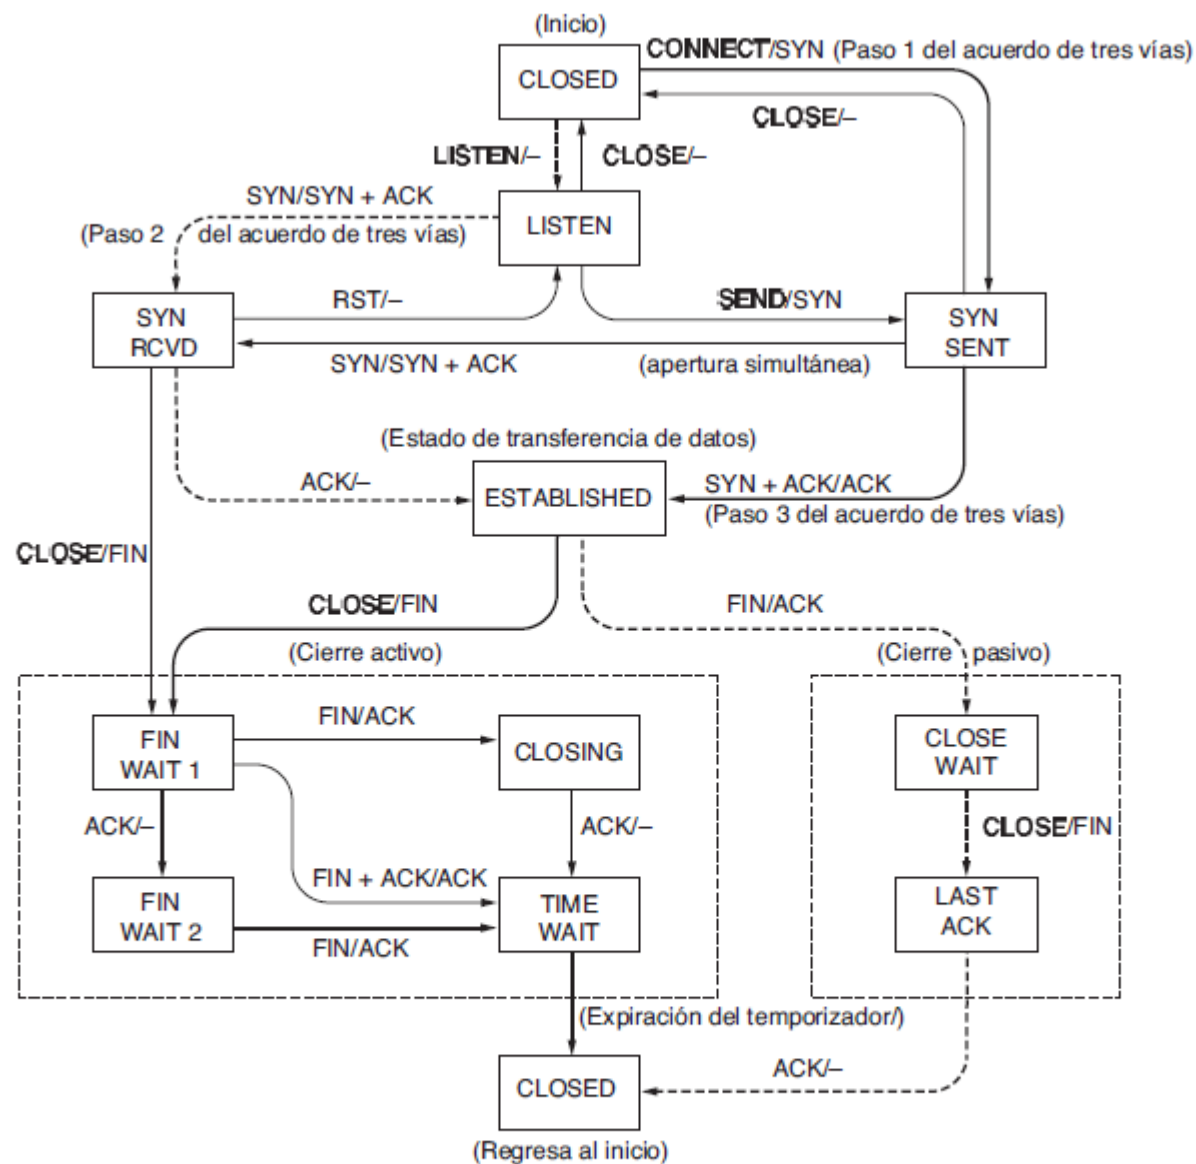 (Inicio)
CLOSED
CONNECT/SYN (Paso 1 del acuerdo de tres vías)
CLOSE/–
LISTEN/–
CLOSE/–
SYN/SYN + ACK
(Paso 2 del acuerdo de tres vías)
LISTEN
RST/–
SEND/SYN
SYN
RCVD
SYN
SENT
SYN/SYN + ACK
(apertura simultánea)
(Estado de transferencia de datos)
ACK/–
ESTABLISHED
SYN + ACK/ACK
(Paso 3 del acuerdo de tres vías)
CLOSE/FIN
CLOSE/FIN
FIN/ACK
(Cierre activo)
(Cierre pasivo)
FIN
WAIT 1
FIN/ACK
CLOSING
CLOSE
WAIT
ACK/–
ACK/–
CLOSE/FIN
FIN + ACK/ACK
FIN
WAIT 2
FIN/ACK
TIME
WAIT
LAST
ACK
(Expiración del temporizador/)
CLOSED
ACK/–
(Regresa al inicio)